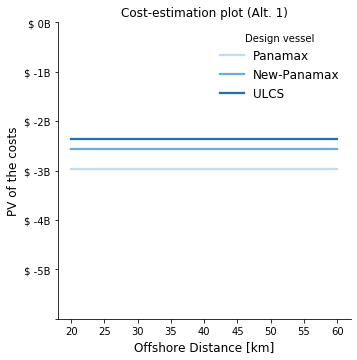 Cost-estimation plot (Alt. 1)
$ 0B
$ -1B
$ -2B
$ -3B
$ -4B
$ -5B
PV of the costs
Design vessel
Panamax
New-Panamax
ULCS
20 25 30 35 40 45 50 55 60
Offshore Distance [km]